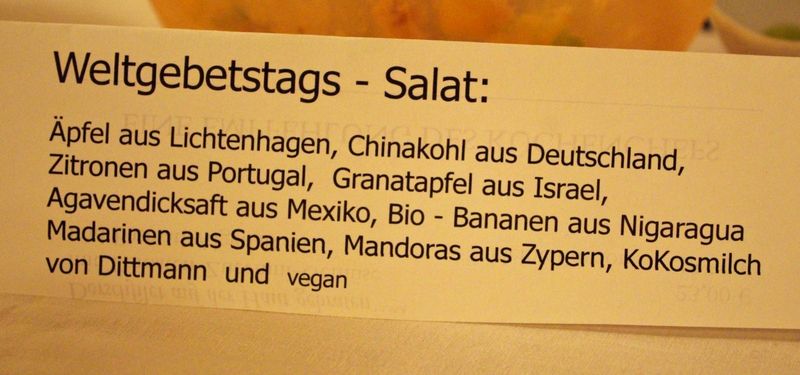 Weltgebetstags - Salat:
Äpfel aus Lichtenhagen, Chinakohl aus Deutschland,
Zitronen aus Portugal, Granatapfel aus Israel,
Agavendicksaft aus Mexiko, Bio - Bananen aus Nigaragua
Madarinen aus Spanien, Mandoras aus Zypern, KoKosmilch
von Dittmann und vegan